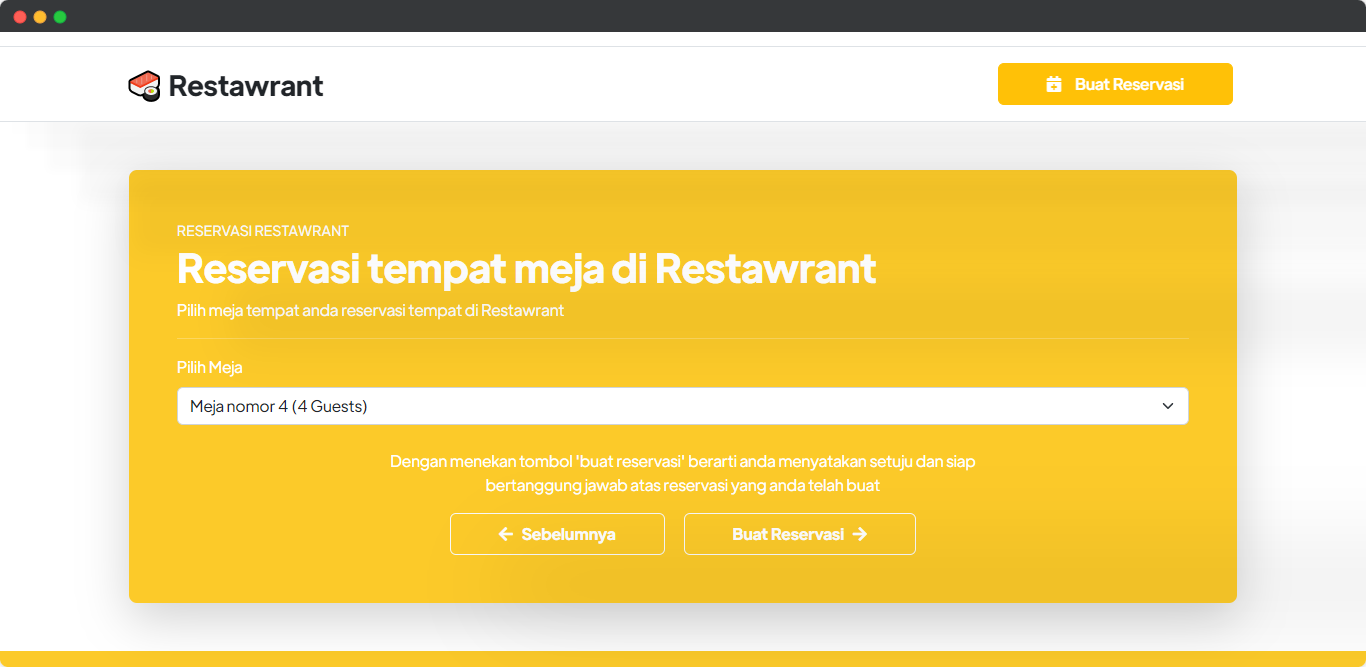 Restawrant
Buat Reservasi
RESERVASI RESTAWRANT
Reservasi tempat meja di Restawrant
Pilih meja tempat anda reservasi tempat di Restawrant
Pilih Meja
Meja nomor 4 (4 Guests)
Dengan menekan tombol 'buat reservasi' berarti anda menyatakan setuju dan siap
bertanggung jawab atas reservasi yang anda telah buat
Sebelumnya
Buat Reservasi